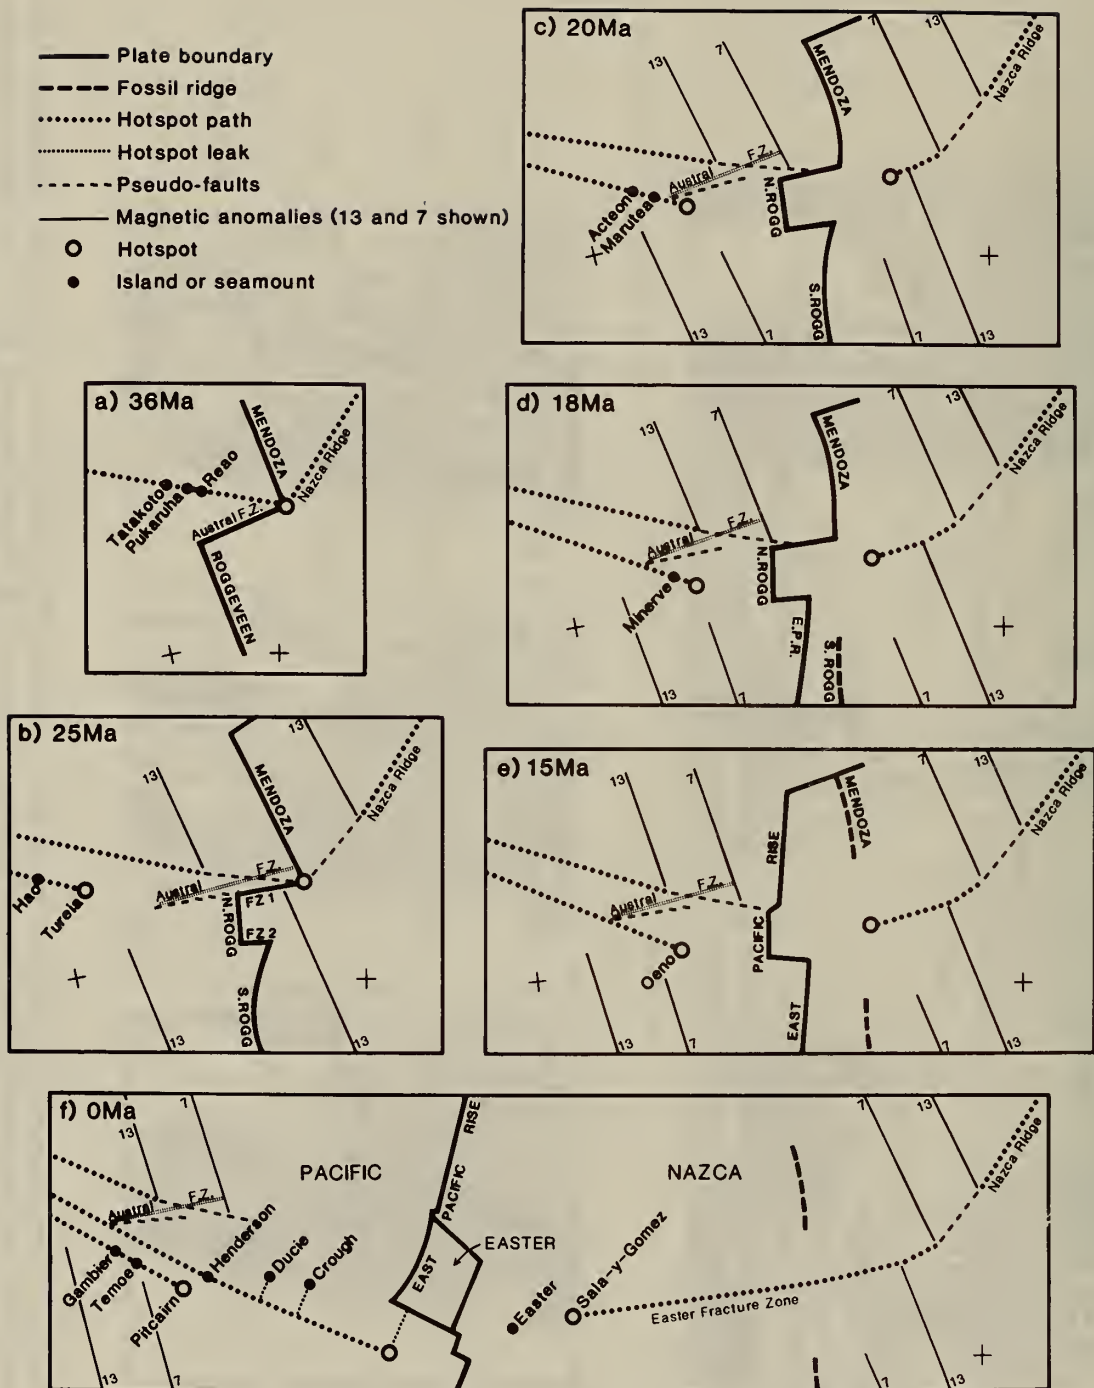 Plate boundary
Fossil ridge
Hotspot path
Hotspot leak
Pseudo-faults
Magnetic anomalies (13 and 7 shown)
Hotspot
Island or seamount
a) 36Ma
MENDOZA
Nazca Ridge
Tatakoto
Pukaruha
Reao
Austral F.Z.
ROGGEVEEN
b) 25Ma
13
13
MENDOZA
Nazca Ridge
Hao
Tureia
Austral
F.Z.
N.ROGG
FZ 1
FZ 2
S.ROGG
13
13
c) 20Ma
13
7
MENDOZA
7
13
Nazca Ridge
Acteon
Marutea
Austral
F.Z.
N.ROGG
S.ROGG
13
7
7
13
d) 18Ma
13
7
MENDOZA
7
13
Nazca Ridge
Austral
F.Z.
N.ROGG
Minerve
E.P.R.
S.ROGG
13
7
7
13
e) 15Ma
13
7
MENDOZA
7
13
Nazca Ridge
Austral
F.Z.
Oeno
EAST
PACIFIC
RISE
13
7
7
13
f) 0Ma
13
7
PACIFIC
NAZCA
7
13
Nazca Ridge
Austral
F.Z.
Gambier
Temoe
Pitcairn
Henderson
Ducie
Crough
EAST
PACIFIC
RISE
EASTER
Easter
Sala-y-Gomez
Easter Fracture Zone
13
7
7
13